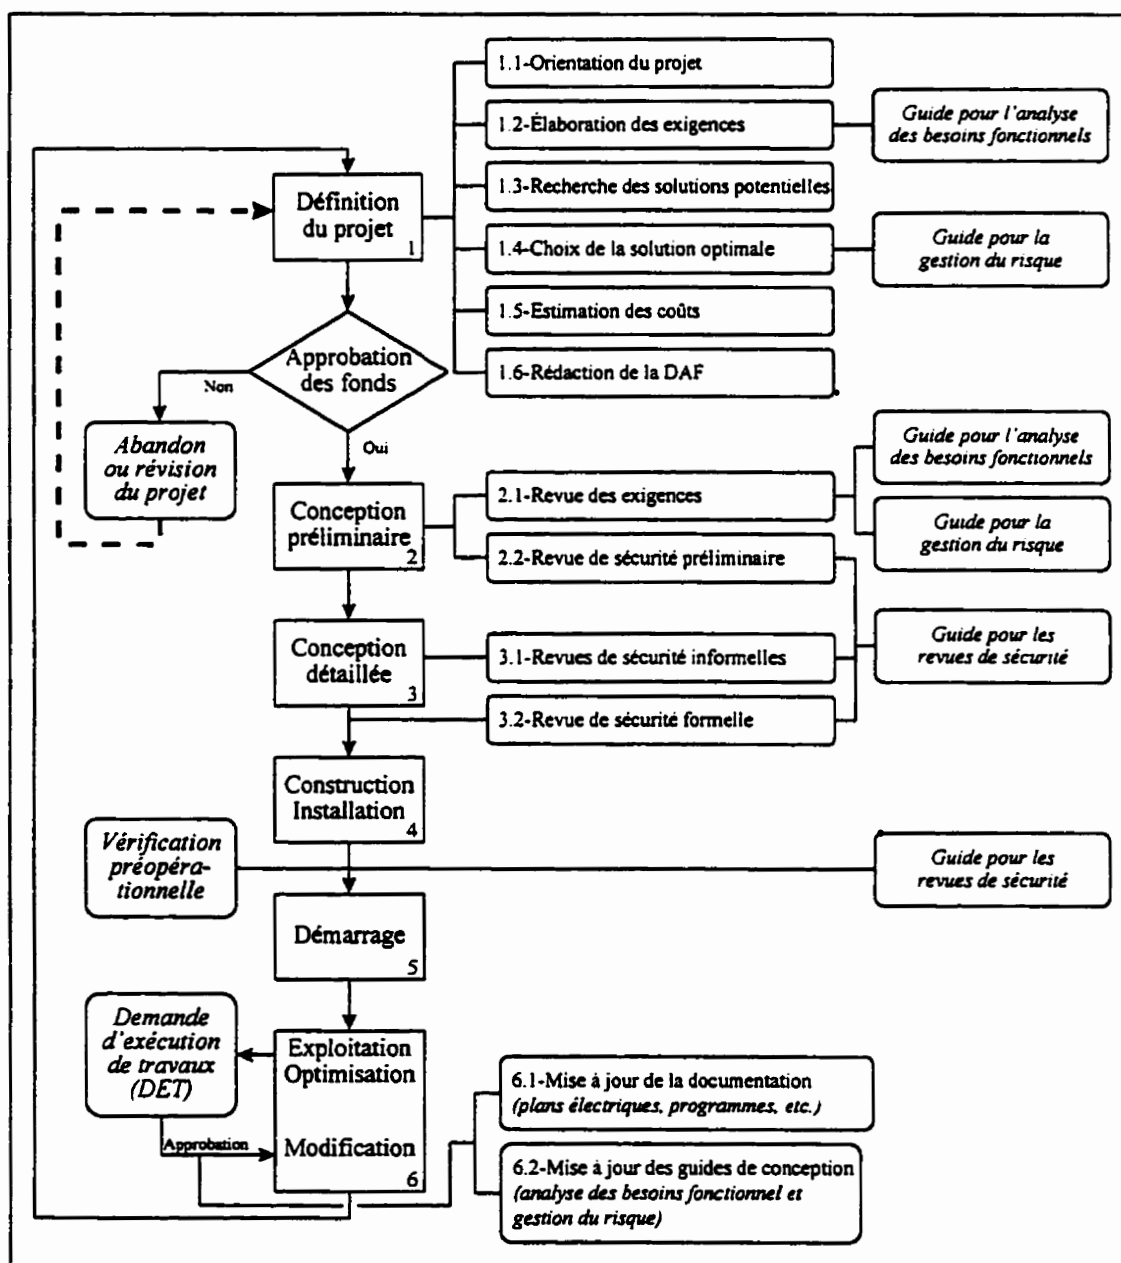 1.1-Orientation du projet
1.2-Élaboration des exigences
Guide pour l'analyse
des besoins fonctionnels
1.3-Recherche des solutions potentielles
Définition
du projet
1
1.4-Choix de la solution optimale
Guide pour la
gestion du risque
1.5-Estimation des coûts
Approbation
des fonds
1.6-Rédaction de la DAF
Non
Oui
Abandon
ou révision
du projet
Guide pour l'analyse
des besoins fonctionnels
Conception
préliminaire
2
2.1-Revue des exigences
Guide pour la
gestion du risque
2.2-Revue de sécurité préliminaire
Conception
détaillée
3
3.1-Revues de sécurité informelles
Guide pour les
revues de sécurité
3.2-Revue de sécurité formelle
Construction
Installation
4
Vérification
préopéra-
tionnelle
Guide pour les
revues de sécurité
Démarrage
5
Demande
d'exécution
de travaux
(DET)
Exploitation
Optimisation
Approbation
Modification
6
6.1-Mise à jour de la documentation
(plans électriques, programmes, etc.)
6.2-Mise à jour des guides de conception
(analyse des besoins fonctionnel et
gestion du risque)